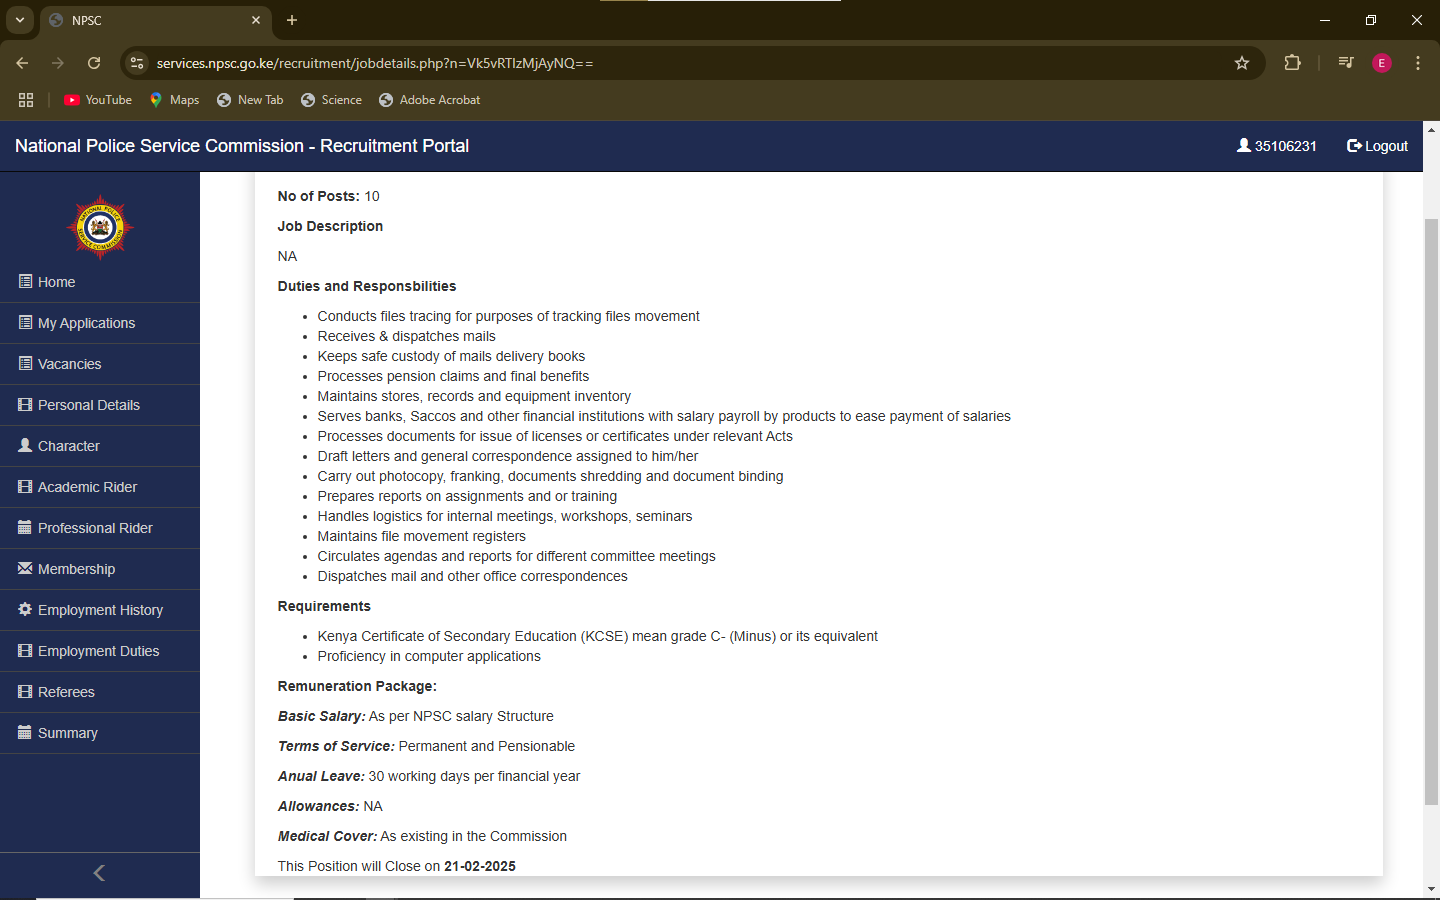 NPSC
services.npsc.go.ke/recruitment/jobdetails.php?n=Vk5vRTIzMjAyNQ==
E
YouTube
Maps
New Tab
Science
Adobe Acrobat
National Police Service Commission - Recruitment Portal
35106231
Logout
NATIONAL POLICE
SERVICE COMMISSION
Home
My Applications
Vacancies
Personal Details
Character
Academic Rider
Professional Rider
Membership
Employment History
Employment Duties
Referees
Summary
No of Posts: 10
Job Description
NA
Duties and Responsbilities
• Conducts files tracing for purposes of tracking files movement
• Receives & dispatches mails
• Keeps safe custody of mails delivery books
• Processes pension claims and final benefits
• Maintains stores, records and equipment inventory
• Serves banks, Saccos and other financial institutions with salary payroll by products to ease payment of salaries
• Processes documents for issue of licenses or certificates under relevant Acts
• Draft letters and general correspondence assigned to him/her
• Carry out photocopy, franking, documents shredding and document binding
• Prepares reports on assignments and or training
• Handles logistics for internal meetings, workshops, seminars
• Maintains file movement registers
• Circulates agendas and reports for different committee meetings
• Dispatches mail and other office correspondences
Requirements
• Kenya Certificate of Secondary Education (KCSE) mean grade C- (Minus) or its equivalent
• Proficiency in computer applications
Remuneration Package:
Basic Salary: As per NPSC salary Structure
Terms of Service: Permanent and Pensionable
Anual Leave: 30 working days per financial year
Allowances: NA
Medical Cover: As existing in the Commission
This Position will Close on 21-02-2025